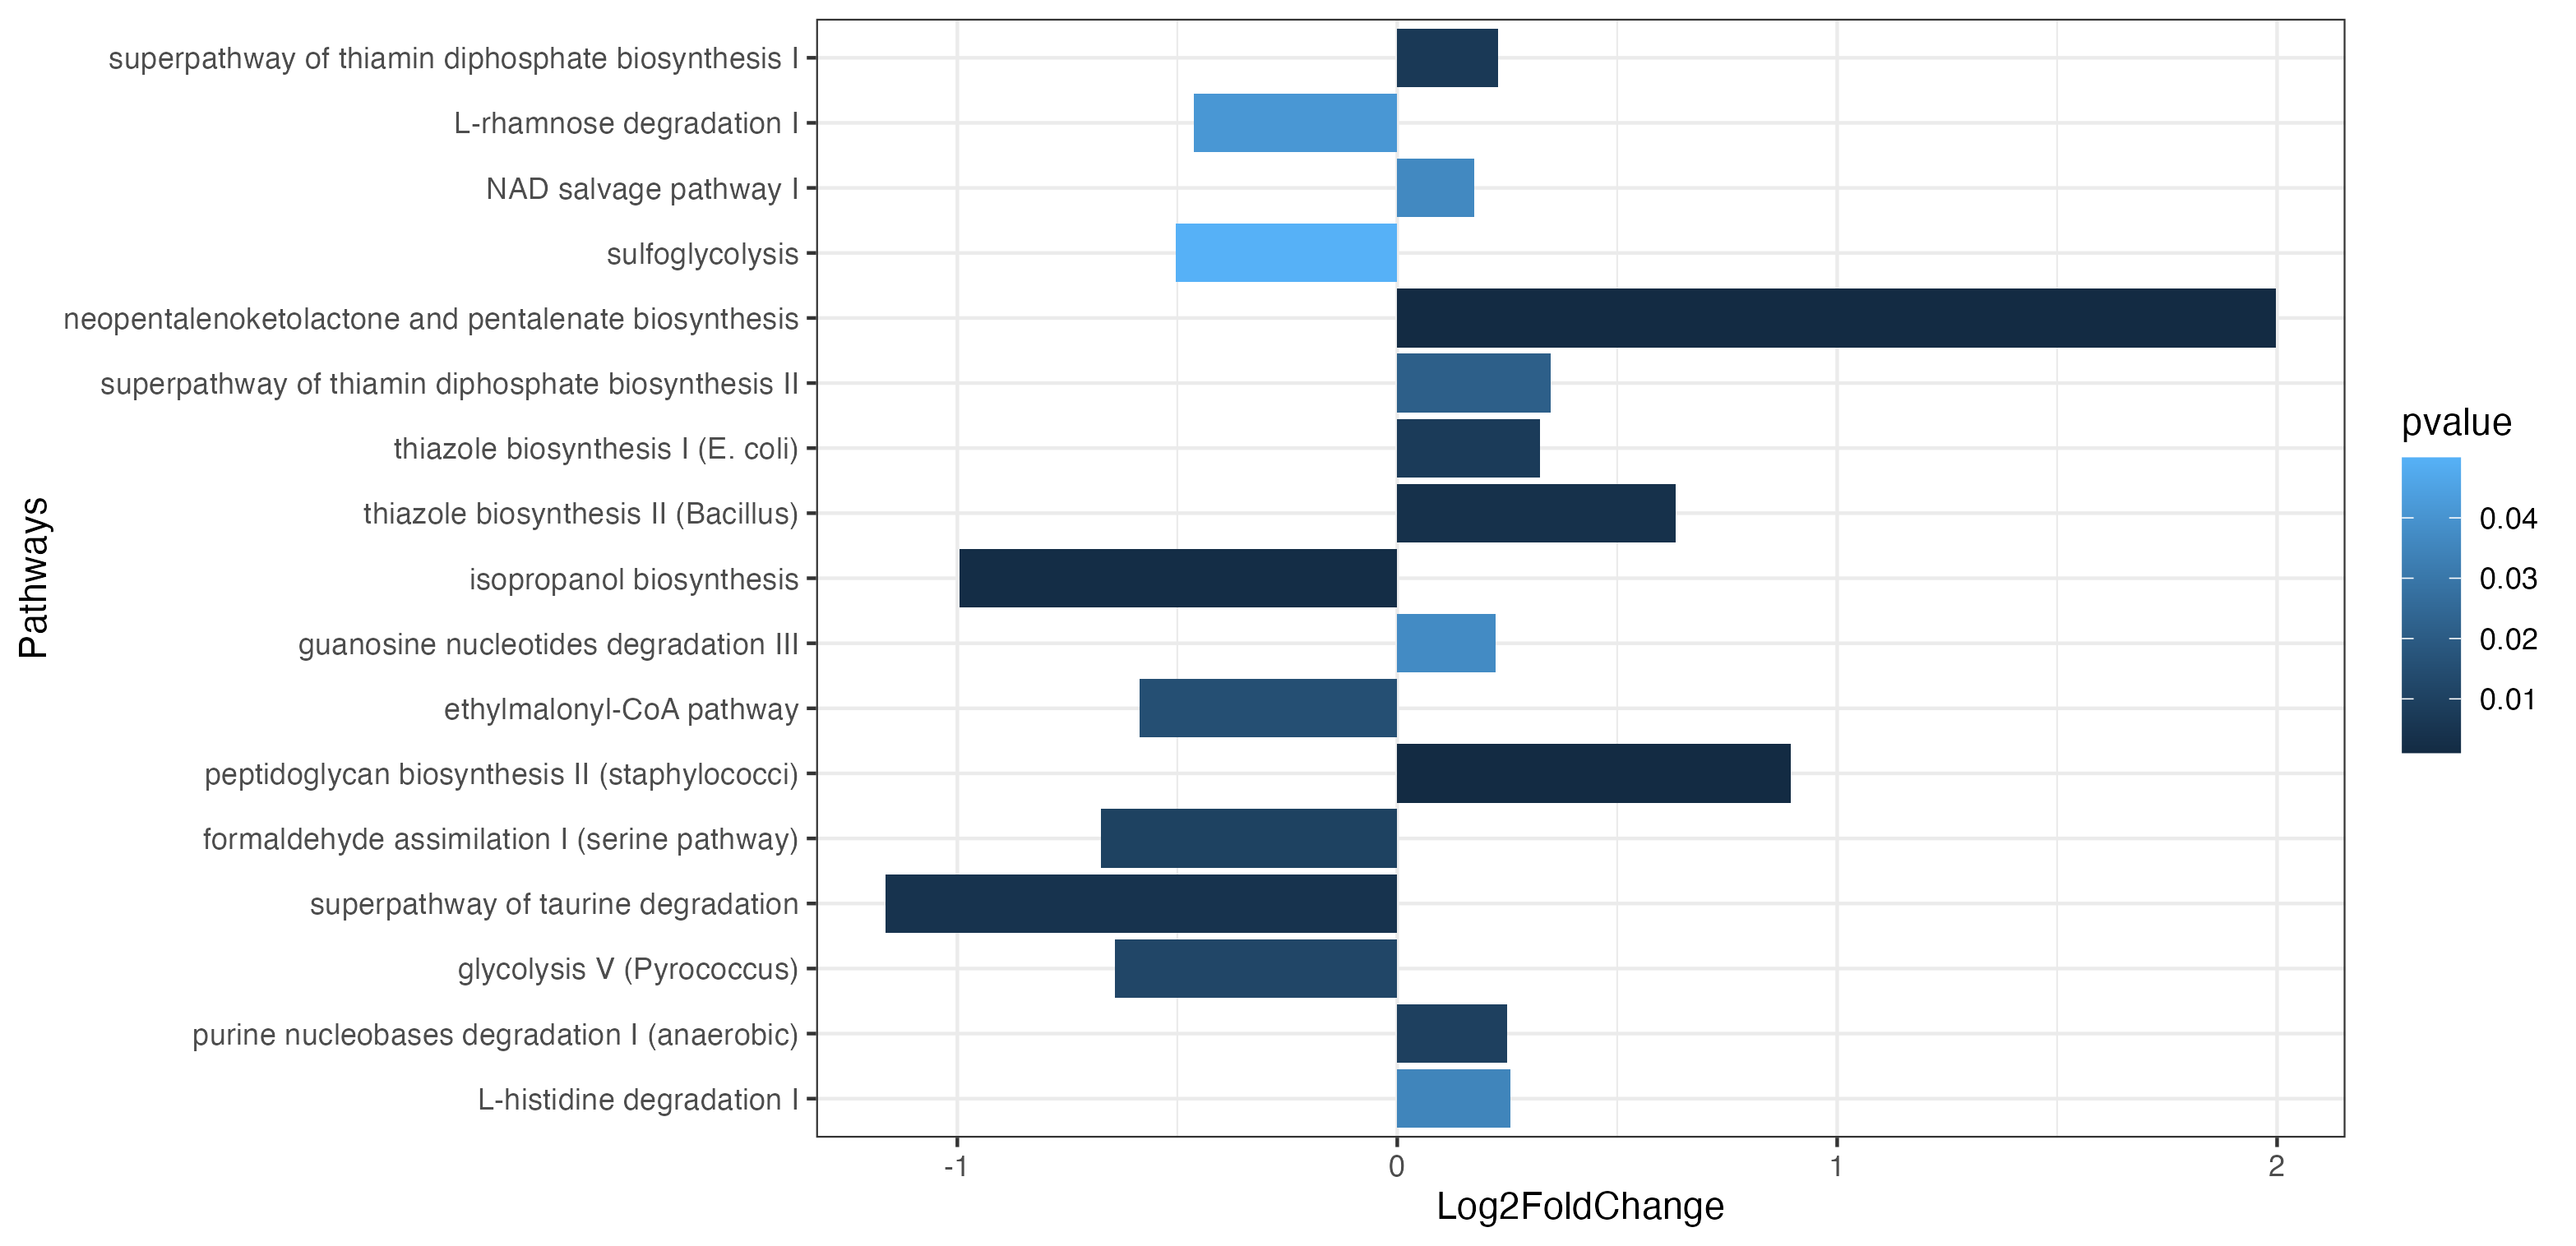 superpathway of thiamin diphosphate biosynthesis I
L-rhamnose degradation I
NAD salvage pathway I
sulfoglycolysis
neopentalenoketolactone and pentalenate biosynthesis
superpathway of thiamin diphosphate biosynthesis II
thiazole biosynthesis I (E. coli)
thiazole biosynthesis II (Bacillus)
isopropanol biosynthesis
guanosine nucleotides degradation III
ethylmalonyl-CoA pathway
peptidoglycan biosynthesis II (staphylococci)
formaldehyde assimilation I (serine pathway)
superpathway of taurine degradation
glycolysis V (Pyrococcus)
purine nucleobases degradation I (anaerobic)
L-histidine degradation I
Pathways
-1 0 1 2
Log2FoldChange
pvalue
0.04
0.03
0.02
0.01